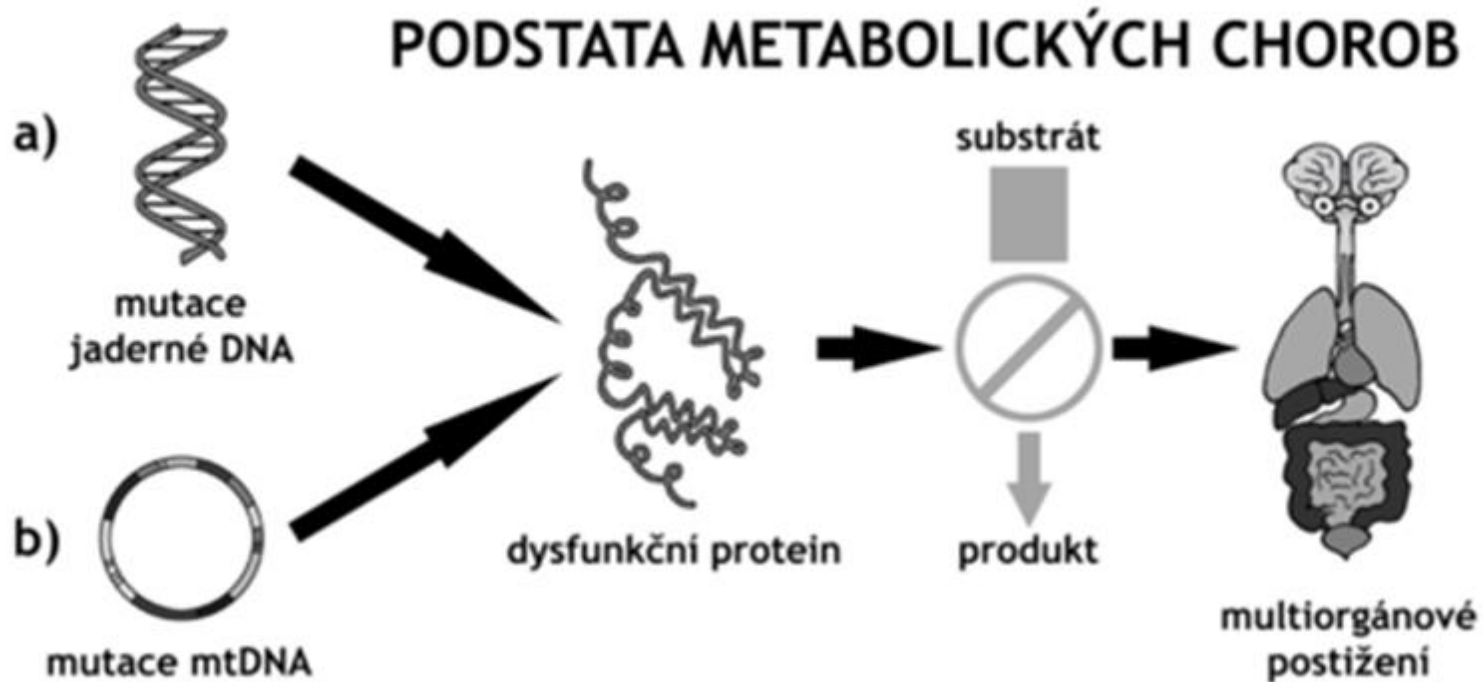 PODSTATA METABOLICKÝCH CHOROB
a)
mutace
jaderné DNA
b)
mutace mtDNA
dysfunkční protein
substrát
produkt
multiorgánové
postižení